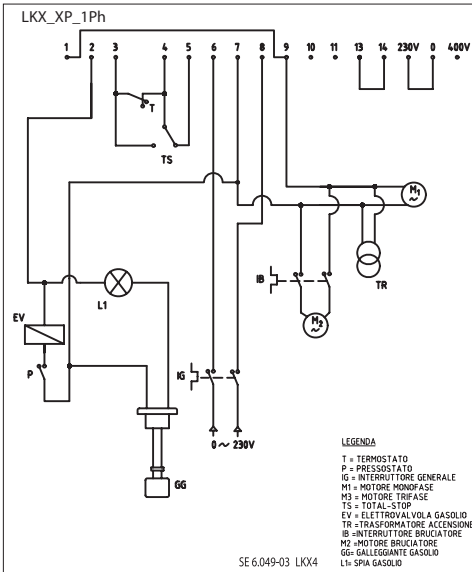 LKX_XP_1Ph
1 2 3 4 5 6 7 8 9 10 11 13 14 230V 0 400V
T
TS
M1
~
TR
IB
L1
EV
M2
~
P
IG
0 ~ 230V
GG
LEGENDA
T = TERMOSTATO
P = PRESSOSTATO
IG = INTERRUTTORE GENERALE
M1 = MOTORE MONOFASE
M3 = MOTORE TRIFASE
TS = TOTAL-STOP
EV = ELETTROVALVOLA GASOLIO
TR =TRASFORMATORE ACCENSIONE
IB =INTERRUTTORE BRUCIATORE
M2 =MOTORE BRUCIATORE
GG= GALLEGGIANTE GASOLIO
L1= SPIA GASOLIO
SE 6.049-03 LKX4